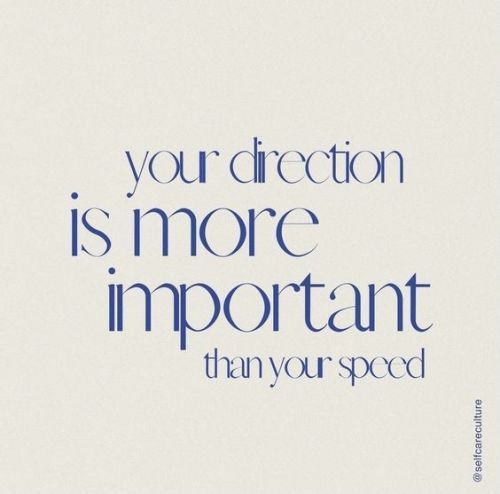 your direction
is more
important
than your speed
@selfcareculture